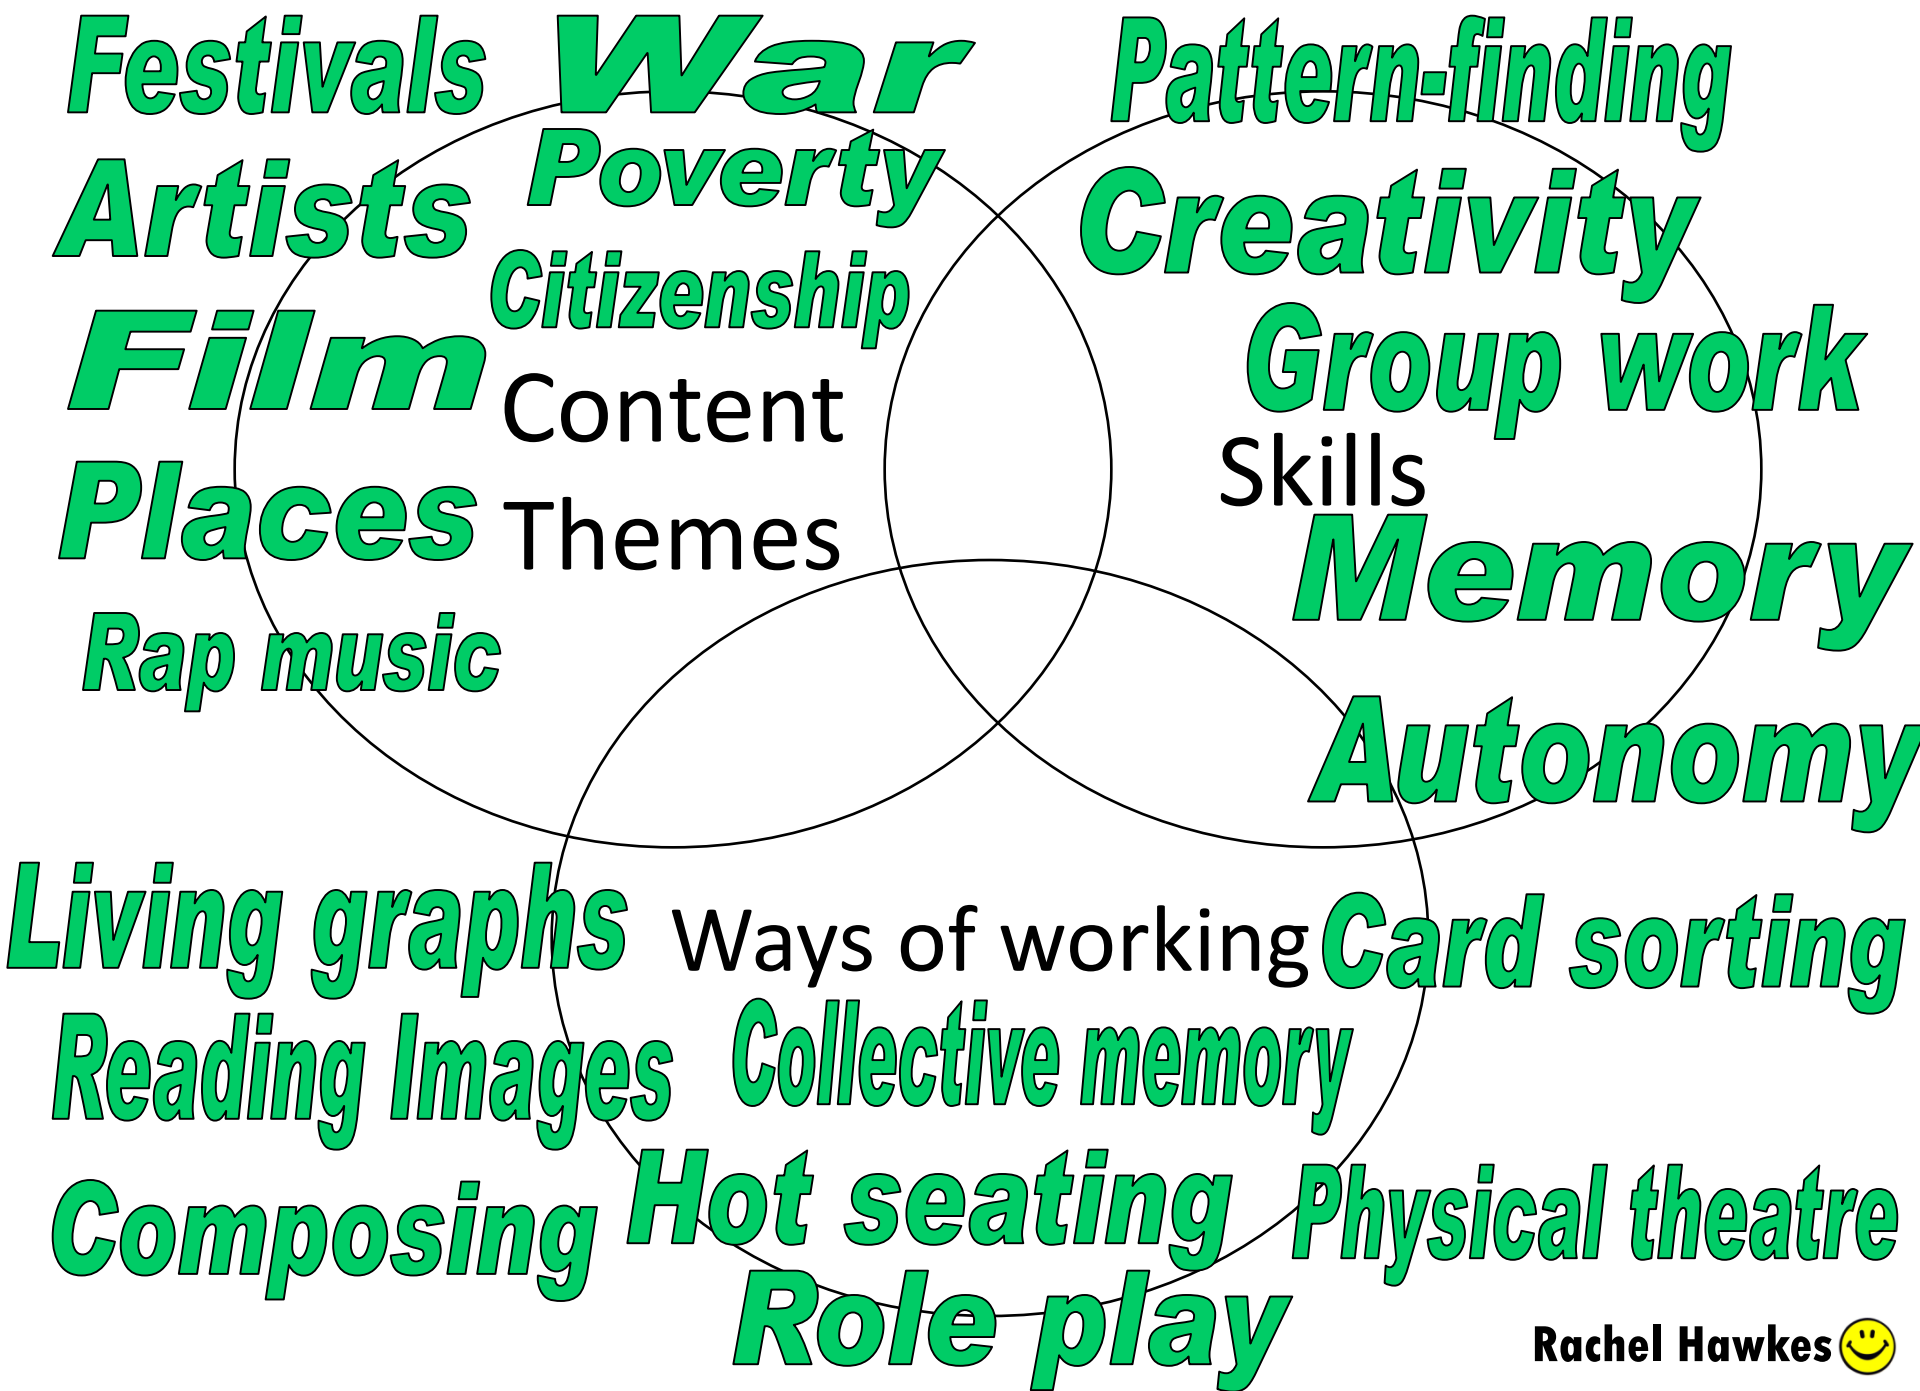 Festivals
War
Poverty
Artists
Citizenship
Film
Content
Themes
Places
Rap music
Pattern-finding
Creativity
Group work
Skills
Memory
Autonomy
Living graphs
Ways of working
Card sorting
Reading Images
Collective memory
Composing
Hot seating
Physical theatre
Role play
Rachel Hawkes